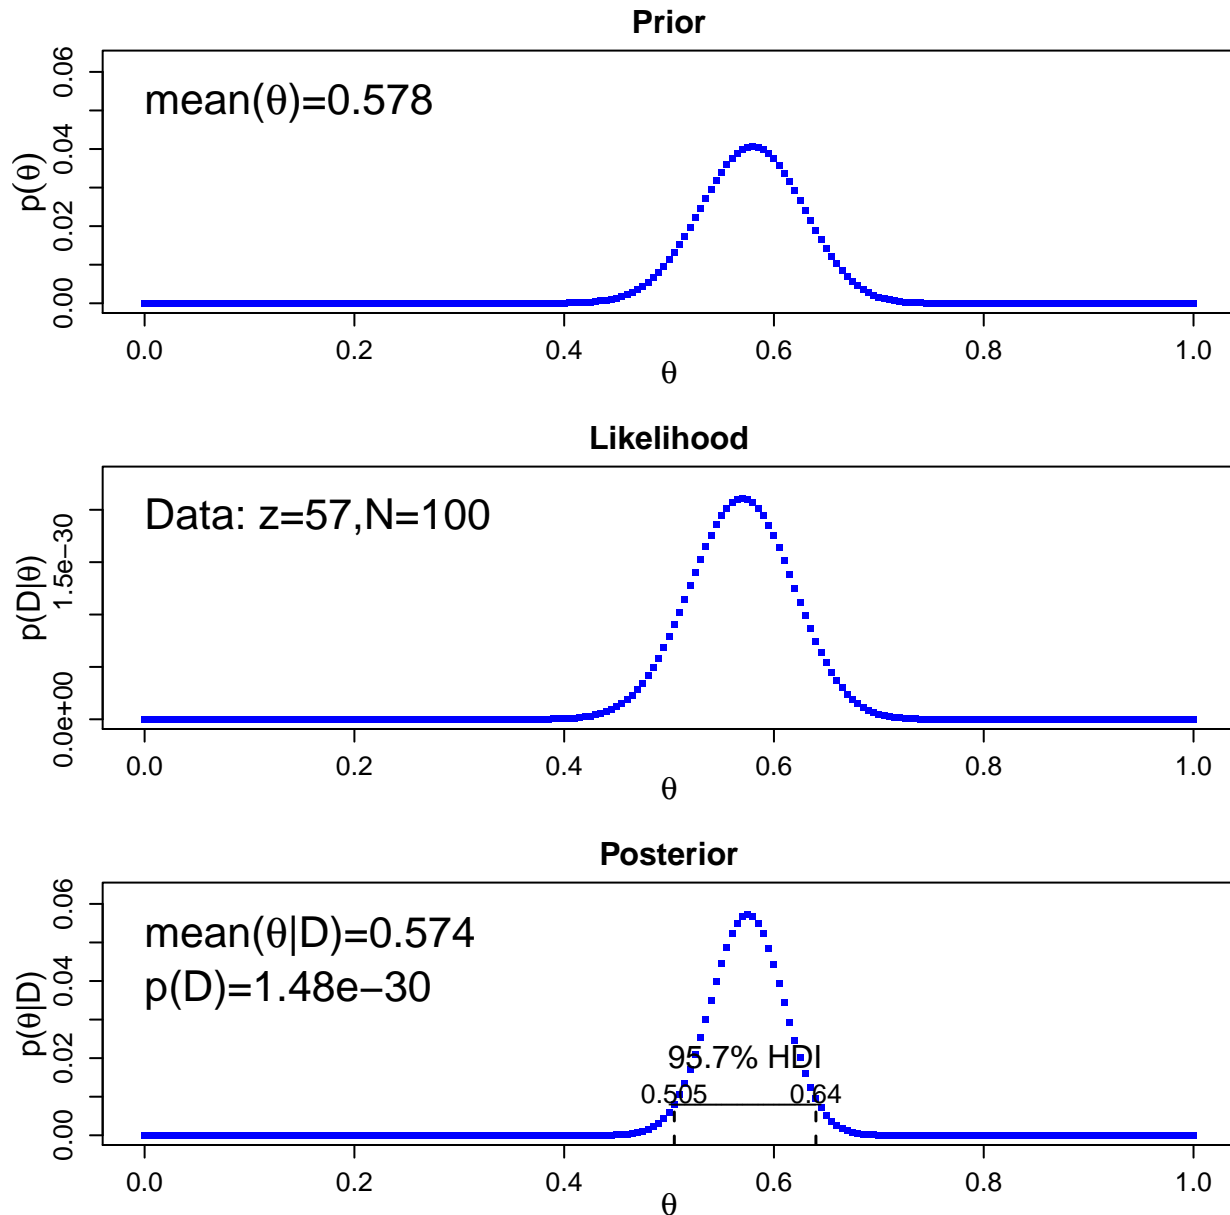 Prior
mean(θ)=0.578
p(θ)
0.00 0.02 0.04 0.06
0.0 0.2 0.4 0.6 0.8 1.0
θ
Likelihood
Data: z=57,N=100
p(D|θ)
0.0e+00 1.5e−30
0.0 0.2 0.4 0.6 0.8 1.0
θ
Posterior
mean(θ|D)=0.574
p(D)=1.48e−30
p(θ|D)
0.00 0.02 0.04 0.06
95.7% HDI
0.505 0.64
0.0 0.2 0.4 0.6 0.8 1.0
θ